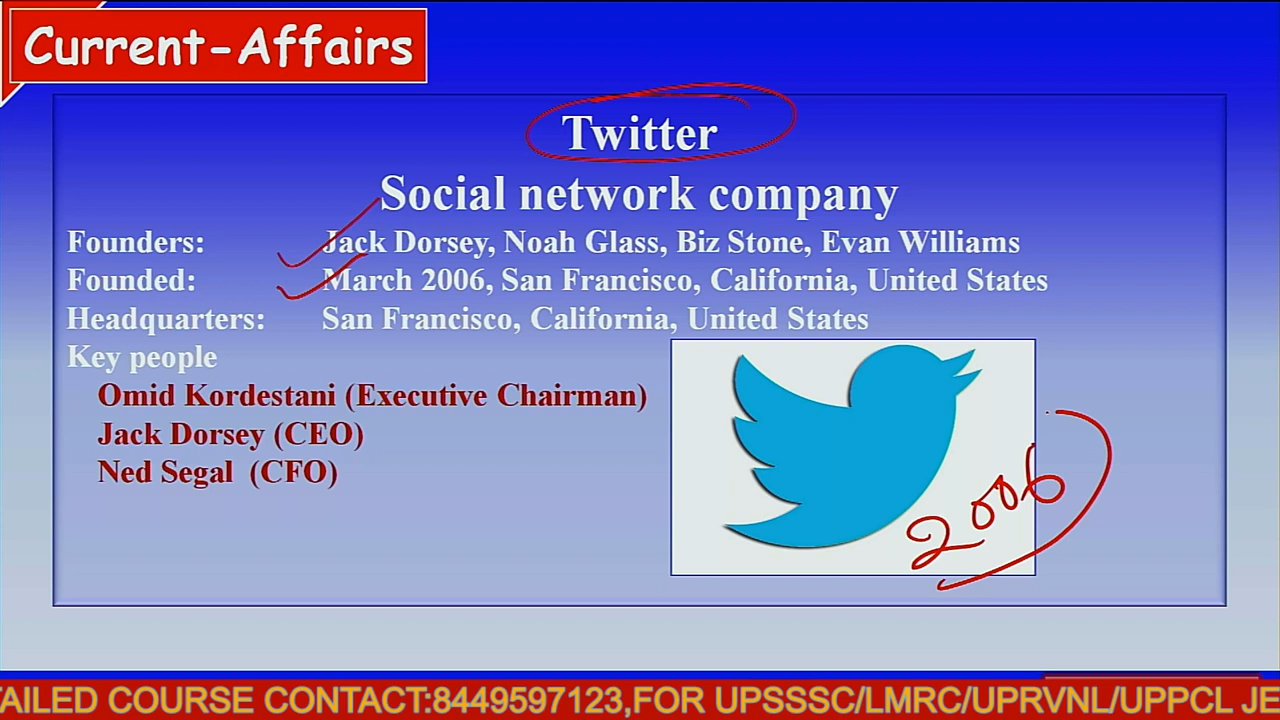 Current-Affairs
Twitter
Social network company
Founders: Jack Dorsey, Noah Glass, Biz Stone, Evan Williams
Founded: March 2006, San Francisco, California, United States
Headquarters: San Francisco, California, United States
Key people
Omid Kordestani (Executive Chairman)
Jack Dorsey (CEO)
Ned Segal (CFO)
2006
TAILED COURSE CONTACT:8449597123,FOR UPSSSC/LMRC/UPRVNL/UPPCL JE